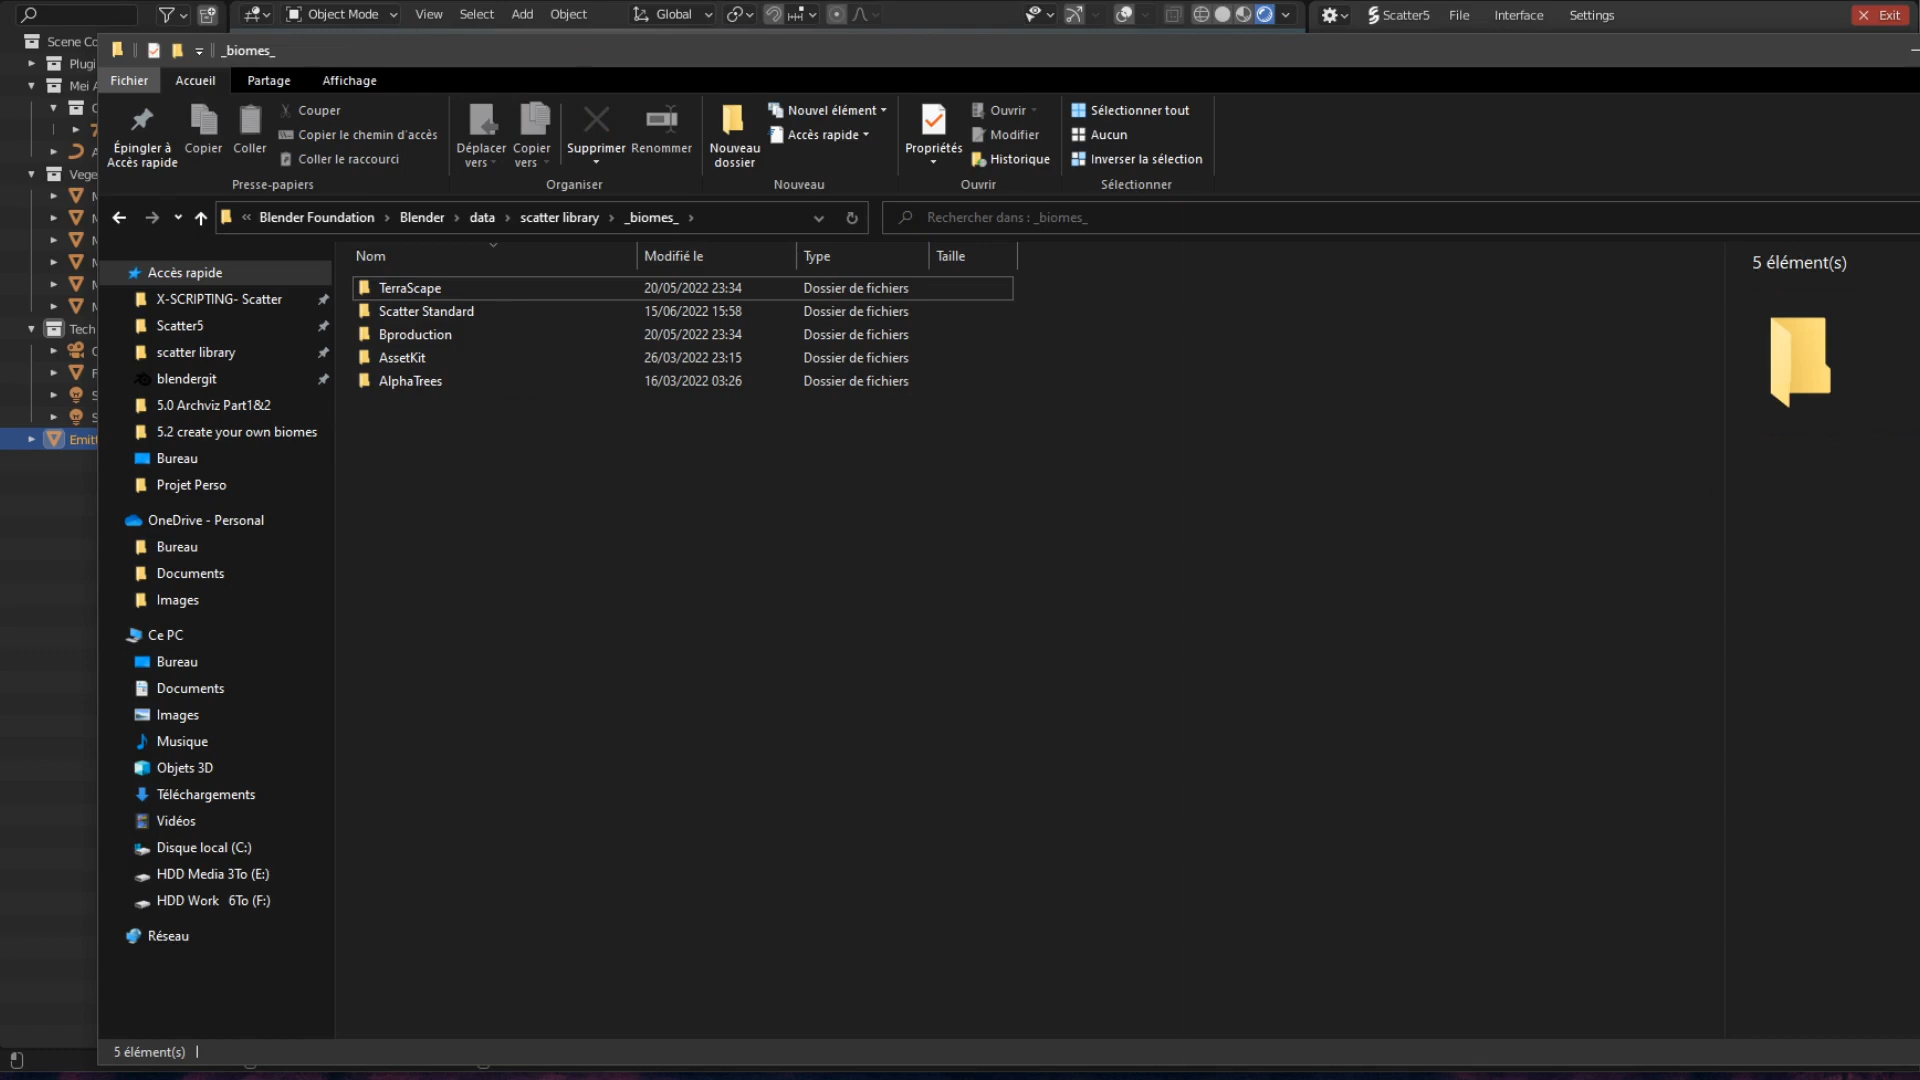 Object Mode View Select Add Object Global Scatter5 File Interface Settings Exit
Scene Co
Plugi
Mei A
Vege
Tech
Emitt
_biomes_
Fichier Accueil Partage Affichage
Épingler à Accès rapide
Copier
Coller
Couper
Copier le chemin d'accès
Coller le raccourci
Presse-papiers
Déplacer vers
Copier vers
Supprimer
Renommer
Organiser
Nouveau dossier
Nouvel élément
Accès rapide
Nouveau
Propriétés
Ouvrir
Modifier
Historique
Ouvrir
Sélectionner tout
Aucun
Inverser la sélection
Sélectionner
« Blender Foundation › Blender › data › scatter library › _biomes_ ›
Rechercher dans : _biomes_
Accès rapide
X-SCRIPTING- Scatter
Scatter5
scatter library
blendergit
5.0 Archviz Part1&2
5.2 create your own biomes
Bureau
Projet Perso
OneDrive - Personal
Bureau
Documents
Images
Ce PC
Bureau
Documents
Images
Musique
Objets 3D
Téléchargements
Vidéos
Disque local (C:)
HDD Media 3To (E:)
HDD Work 6To (F:)
Réseau
Nom Modifié le Type Taille
TerraScape 20/05/2022 23:34 Dossier de fichiers
Scatter Standard 15/06/2022 15:58 Dossier de fichiers
Bproduction 20/05/2022 23:34 Dossier de fichiers
AssetKit 26/03/2022 23:15 Dossier de fichiers
AlphaTrees 16/03/2022 03:26 Dossier de fichiers
5 élément(s)
5 élément(s)